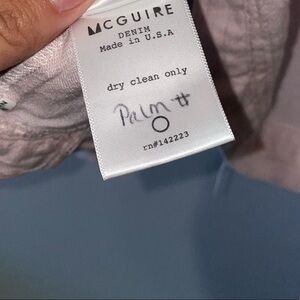 McGUIRE
DENIM
Made in U.S.A
dry clean only
Palm #
rn#142223